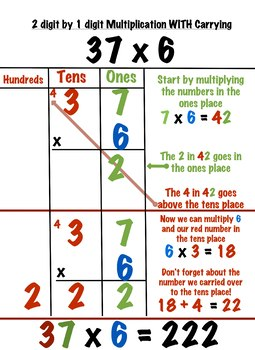 2 digit by 1 digit Multiplication WITH Carrying
37 x 6
Hundreds Tens Ones
4 3 7
x 6
2
Start by multiplying
the numbers in the
ones place
7 x 6 = 42
The 2 in 42 goes in
the ones place
The 4 in 42 goes
above the tens place
4 3 7
x 6
2 2 2
Now we can multiply 6
and our red number in
the tens place
6 x 3 = 18
Don't forget about the
number we carried over
to the tens place!
18 + 4 = 22
37 x 6 = 222